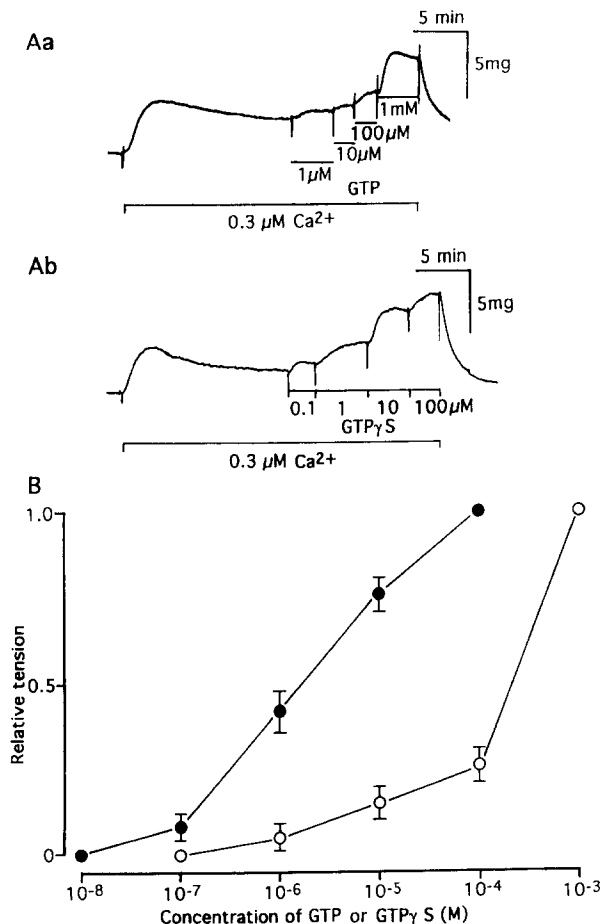 Aa
5 min
5mg
1mM
100µM
10µM
1µM
GTP
0.3 µM Ca2+
Ab
5 min
5mg
0.1 1 10 100µM
GTPγS
0.3 µM Ca2+
B
1.0
0.5
0
Relative tension
10-8 10-7 10-6 10-5 10-4 10-3
Concentration of GTP or GTPγ S (M)